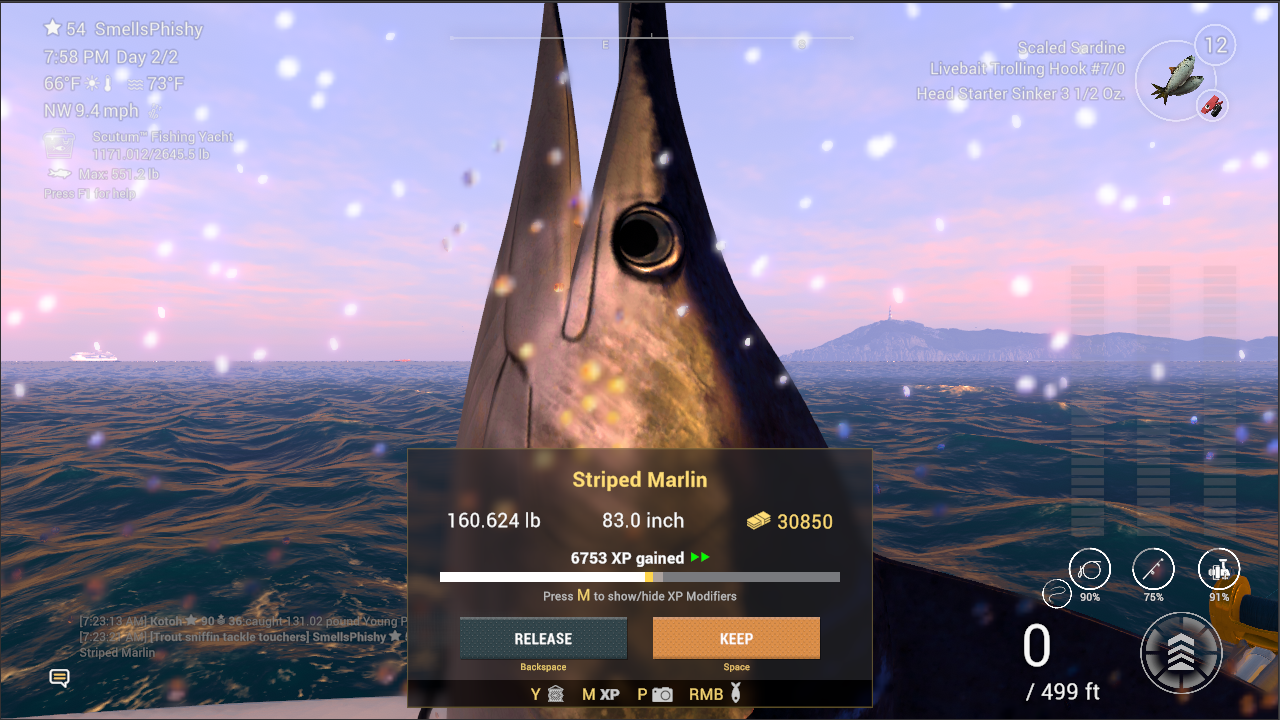 54 SmellsPhishy
7:58 PM Day 2/2
66°F 73°F
NW 9.4 mph
Scutum™ Fishing Yacht
1171.012/2645.5 lb
Max: 551.2 lb
Press F1 for help
E
S
Scaled Sardine
Livebait Trolling Hook #7/0
Head Starter Sinker 3 1/2 Oz.
12
Striped Marlin
160.624 lb 83.0 inch 30850
6753 XP gained
Press M to show/hide XP Modifiers
RELEASE KEEP
Backspace Space
Y M XP P RMB
[7:23:13 AM] Kotoh 90 36 caught 131.02 pound Young P
[Trout sniffin tackle touchers] SmellsPhishy
Striped Marlin
90% 75% 91%
0
/ 499 ft